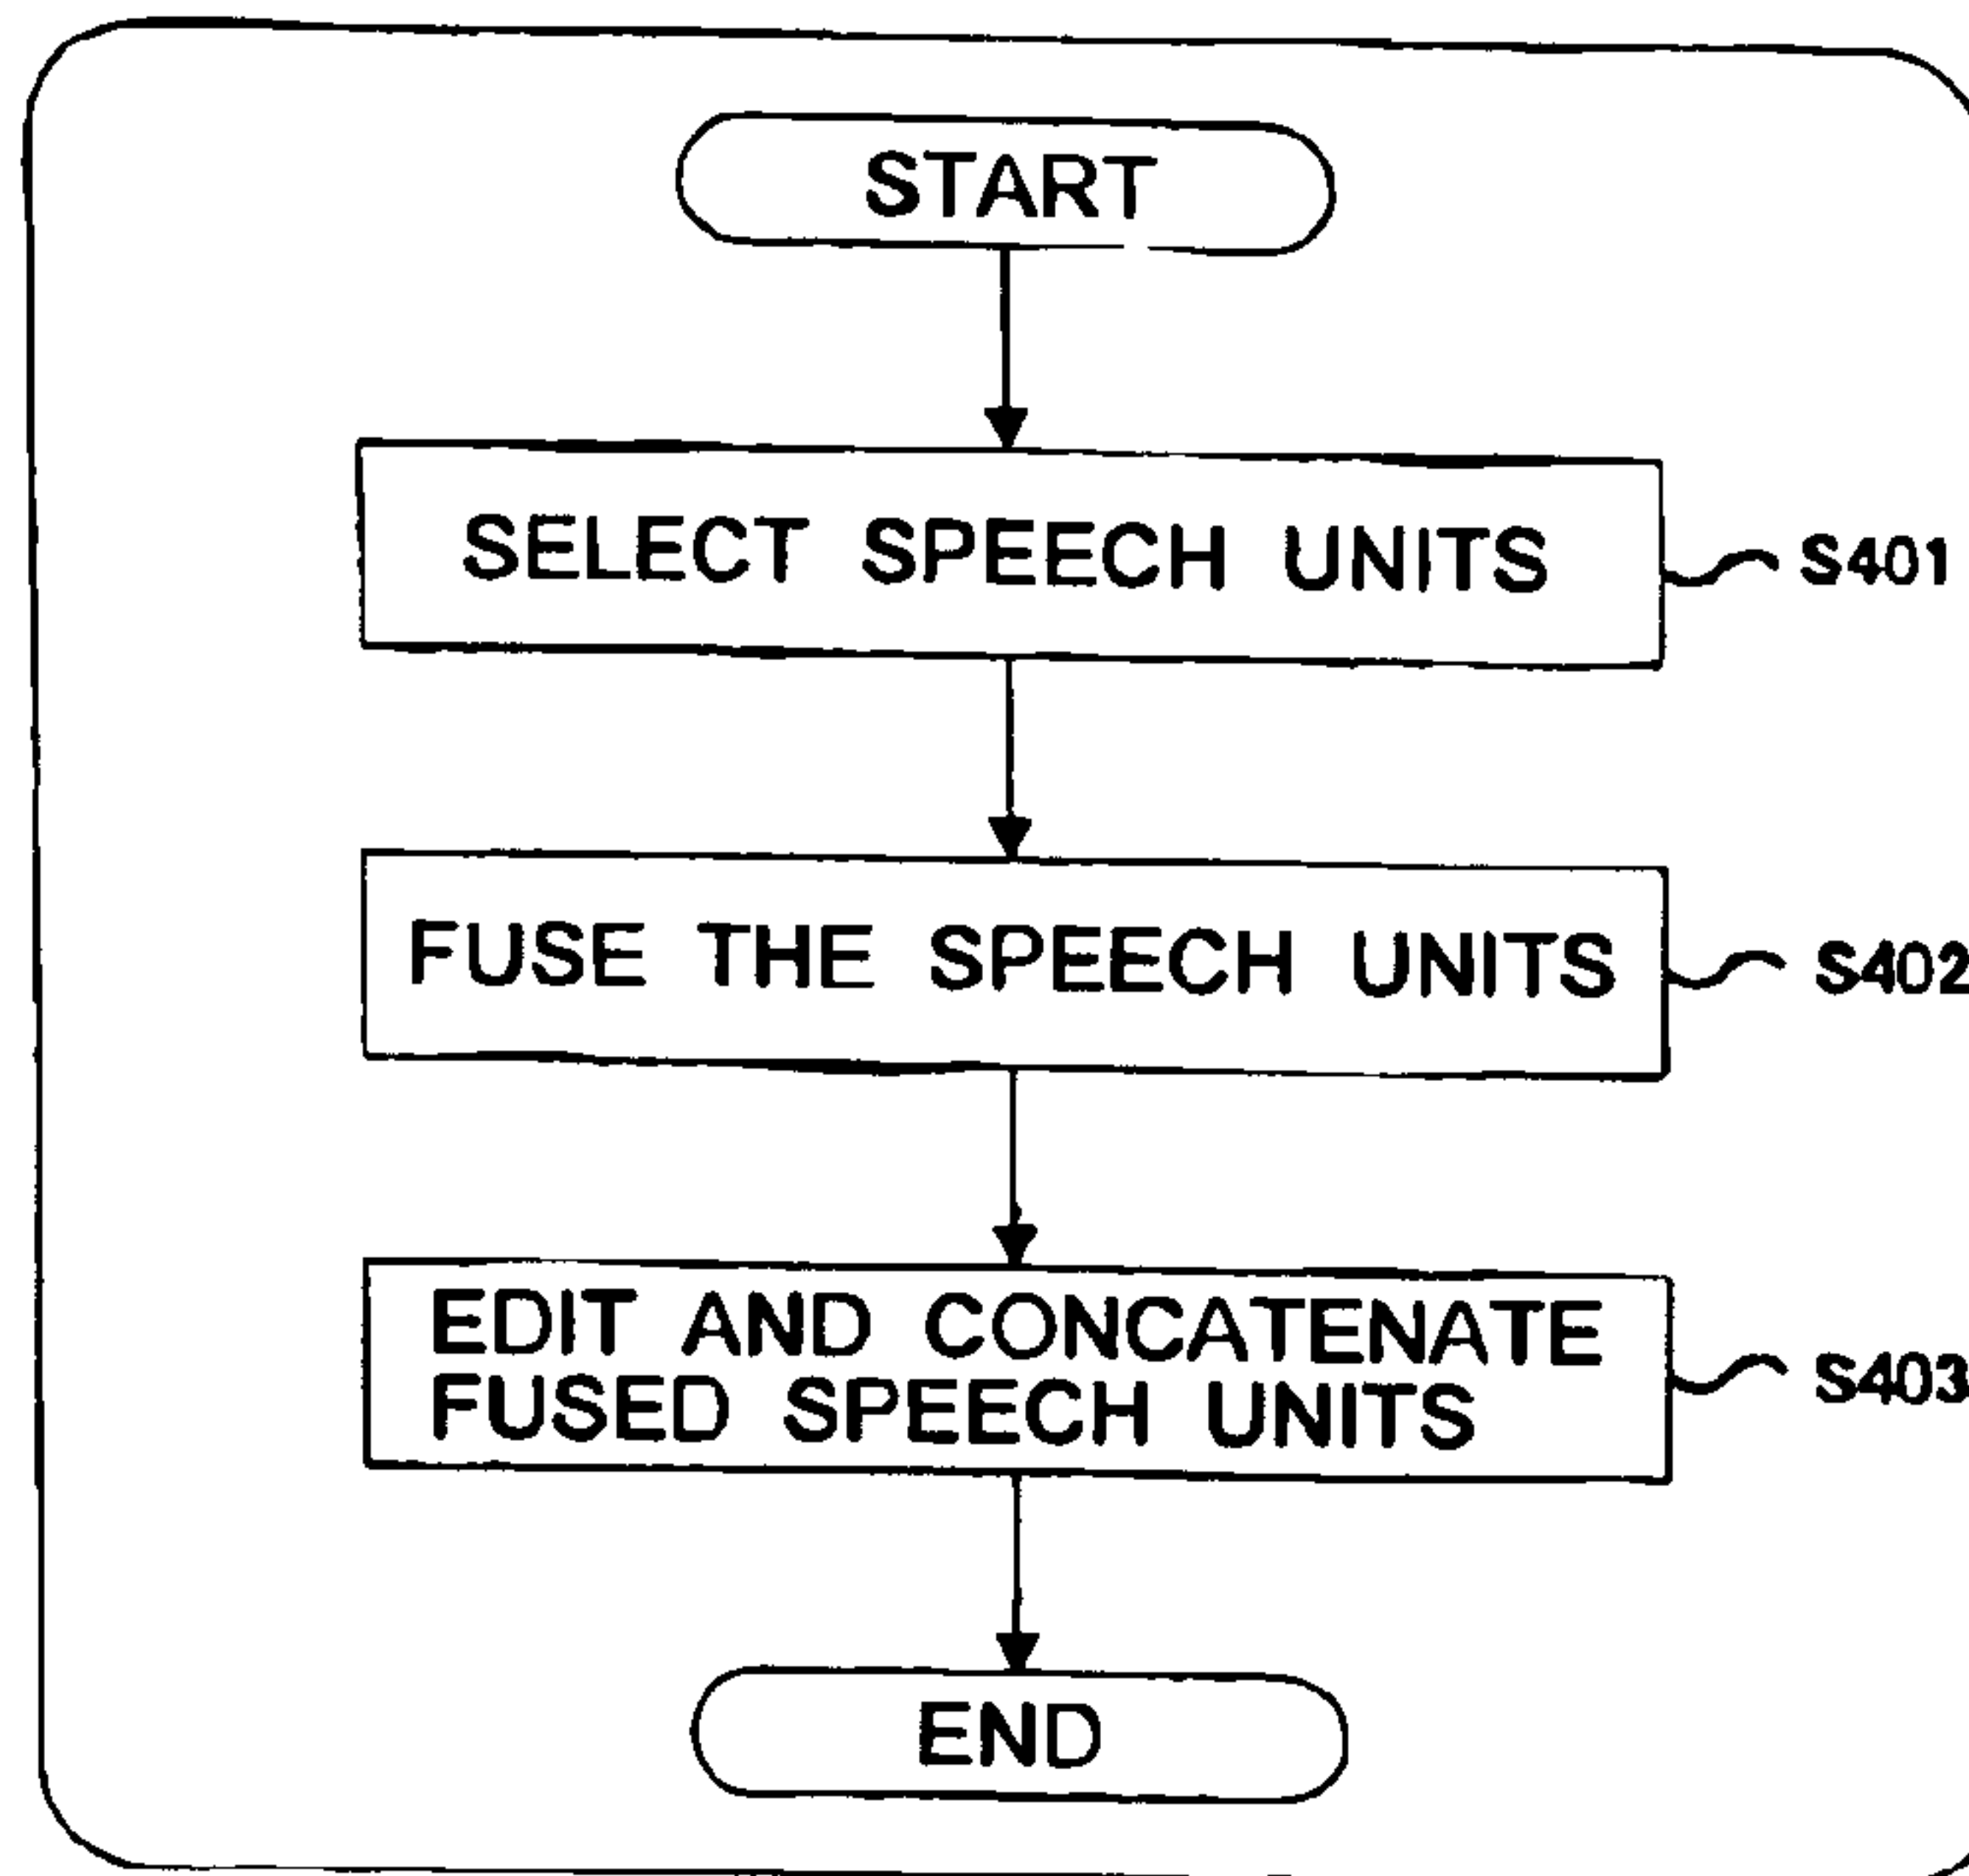 START
SELECT SPEECH UNITS
S401
FUSE THE SPEECH UNITS
S402
EDIT AND CONCATENATE
FUSED SPEECH UNITS
S403
END